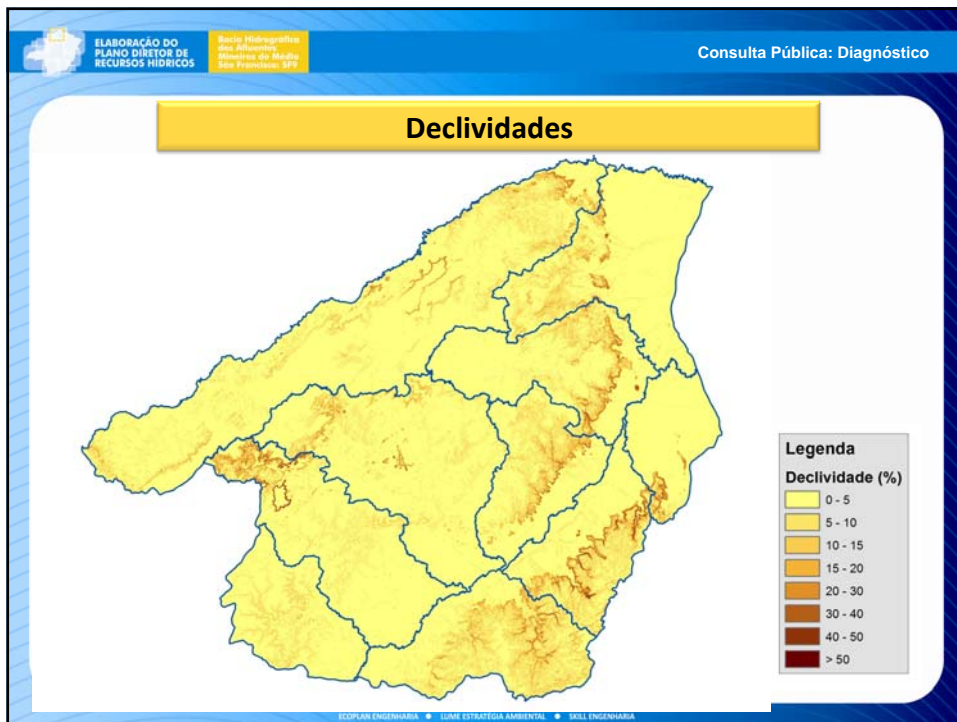 ELABORAÇÃO DO
PLANO DIRETOR DE
RECURSOS HÍDRICOS
Bacia Hidrográfica
dos Afluentes
Mineiros do Médio
São Francisco: SF9
Consulta Pública: Diagnóstico
Declividades
Legenda
Declividade (%)
0 - 5
5 - 10
10 - 15
15 - 20
20 - 30
30 - 40
40 - 50
> 50
ECOPLAN ENGENHARIA ● LUME ESTRATÉGIA AMBIENTAL ● SKILL ENGENHARIA